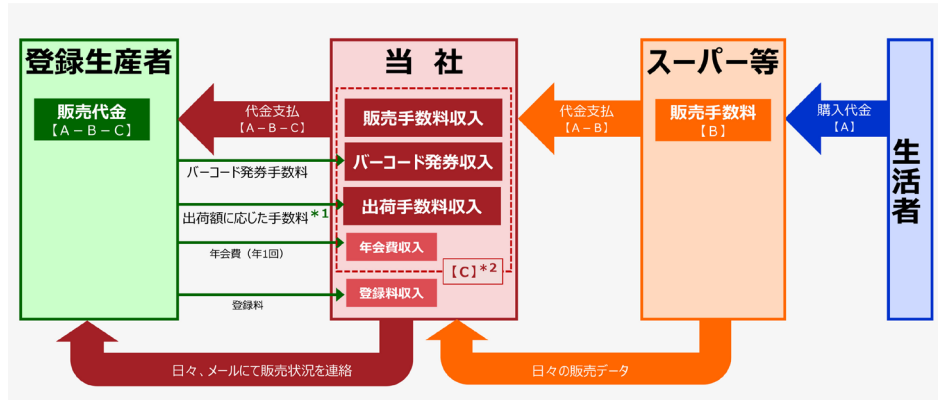 登録生産者
販売代金
【A－B－C】
代金支払
【A－B－C】
バーコード発券手数料
出荷額に応じた手数料＊1
年会費（年1回）
登録料
当　社
販売手数料収入
バーコード発券収入
出荷手数料収入
年会費収入
【C】＊2
登録料収入
代金支払
【A－B】
スーパー等
販売手数料
【B】
購入代金
【A】
生活者
日々、メールにて販売状況を連絡
日々の販売データ